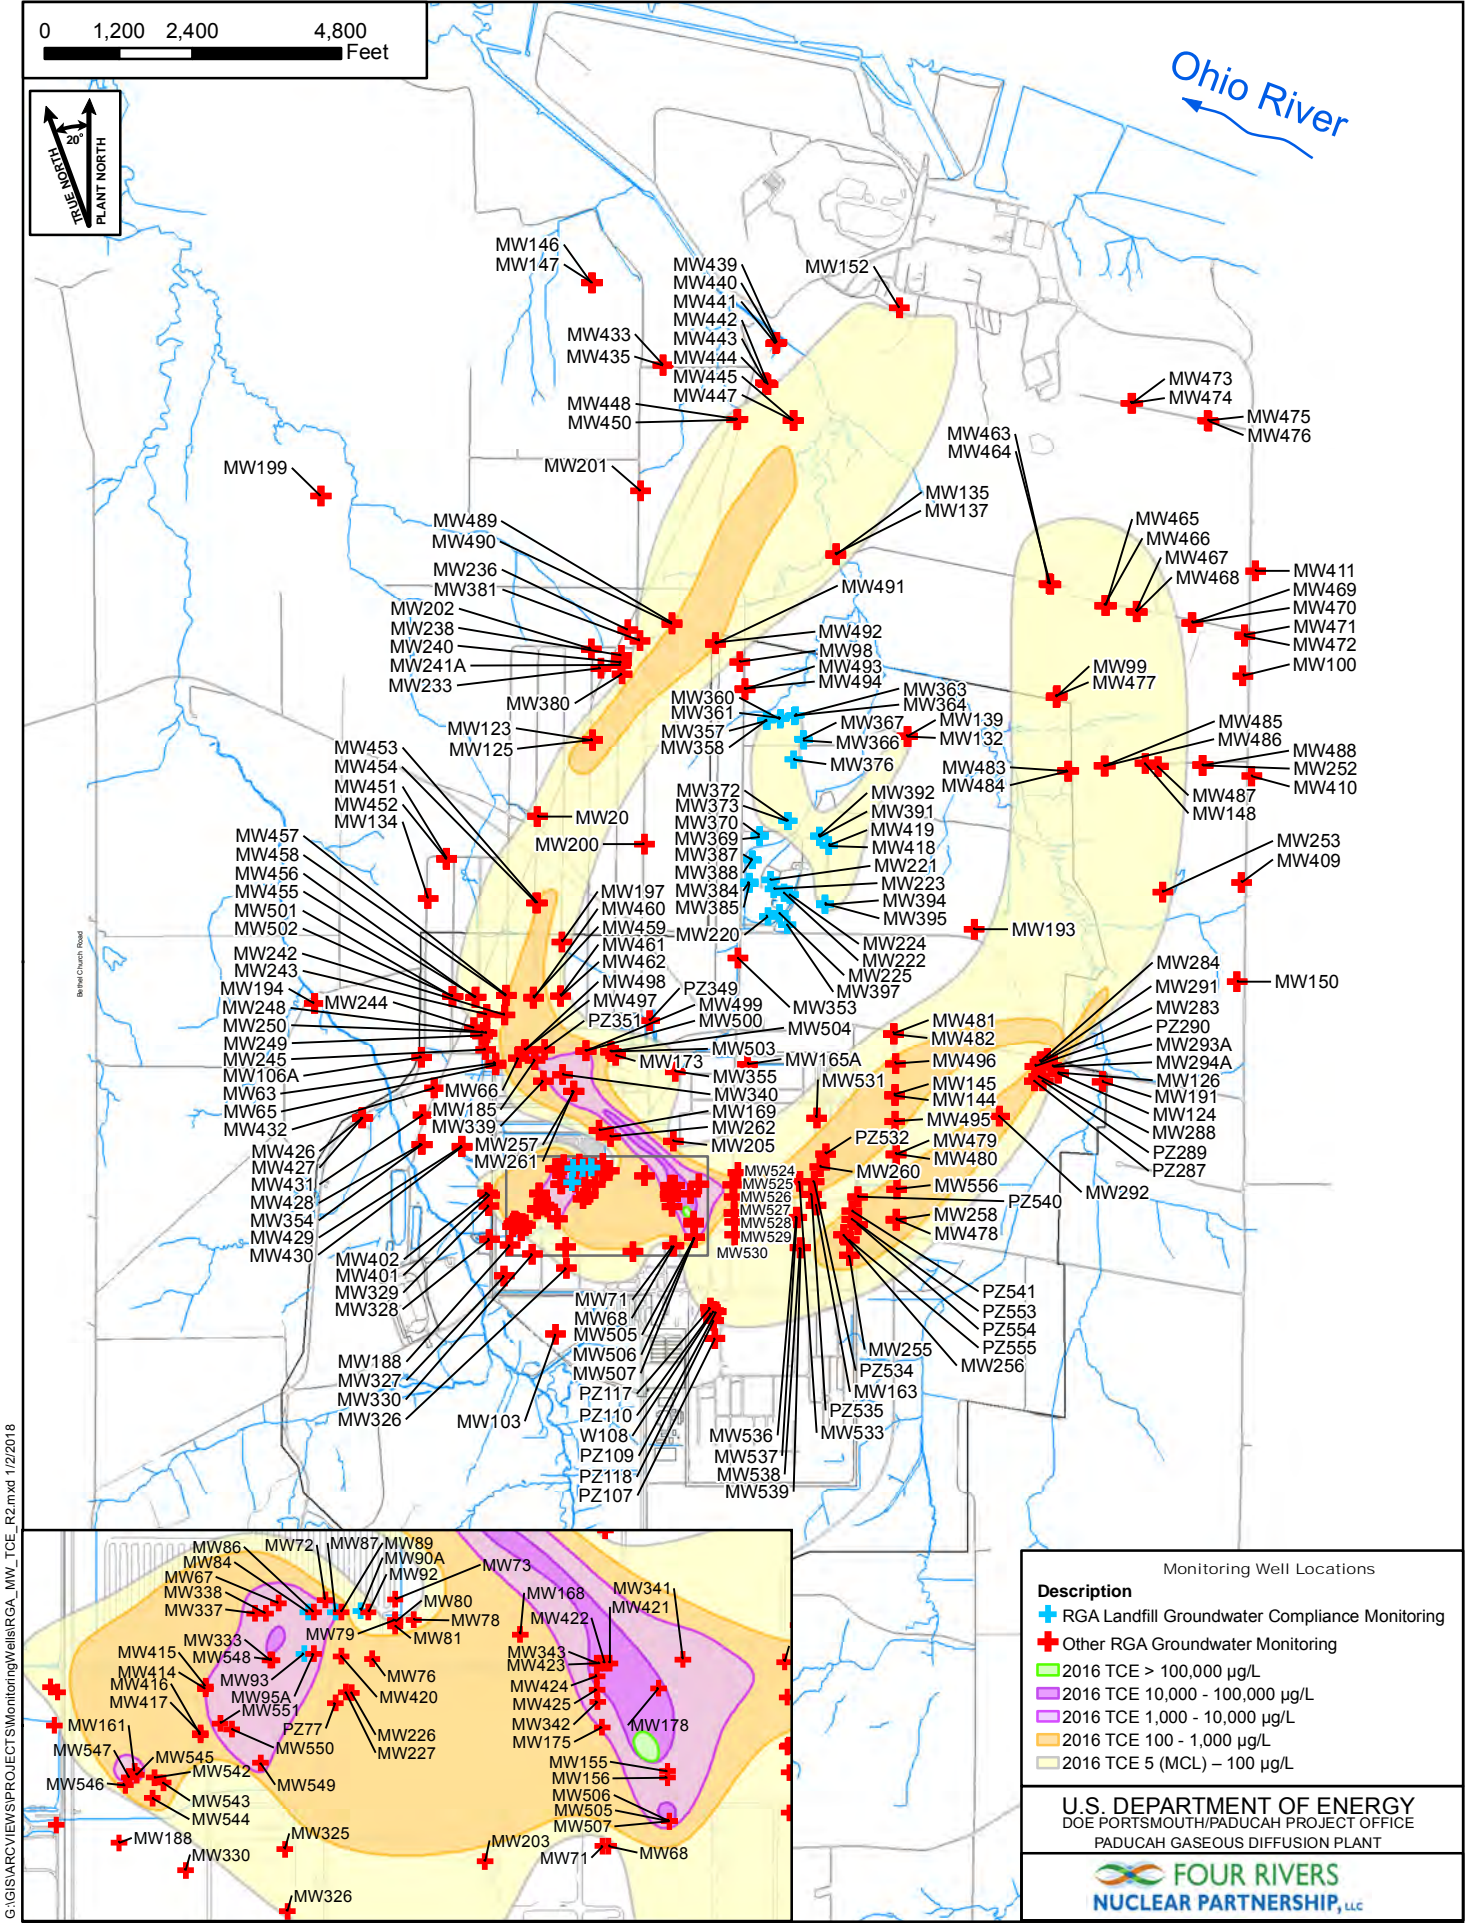 0 1,200 2,400 4,800
Feet
TRUE NORTH
20°
PLANT NORTH
Ohio River
MW146
MW147
MW439
MW440
MW441
MW442
MW443
MW444
MW445
MW447
MW152
MW433
MW435
MW448
MW450
MW473
MW474
MW475
MW476
MW463
MW464
MW199
MW201
MW135
MW137
MW489
MW490
MW236
MW381
MW202
MW238
MW240
MW241A
MW233
MW380
MW465
MW466
MW467
MW468
MW411
MW469
MW470
MW471
MW472
MW100
MW491
MW492
MW98
MW493
MW494
MW99
MW477
MW360
MW361
MW357
MW358
MW363
MW364
MW367
MW366
MW376
MW139
MW132
MW123
MW125
MW485
MW486
MW488
MW252
MW410
MW483
MW484
MW487
MW148
MW453
MW454
MW451
MW452
MW134
MW20
MW200
MW372
MW373
MW370
MW369
MW387
MW388
MW384
MW385
MW220
MW392
MW391
MW419
MW418
MW221
MW223
MW394
MW395
MW224
MW222
MW225
MW397
MW353
MW253
MW409
MW193
MW150
MW457
MW458
MW456
MW455
MW501
MW502
MW242
MW243
MW194
MW244
MW248
MW250
MW249
MW245
MW106A
MW63
MW65
MW432
MW197
MW460
MW459
MW461
MW462
MW498
MW497
PZ351
PZ349
MW499
MW500
MW504
MW503
MW173
MW165A
MW355
MW531
MW340
MW169
MW262
MW205
MW66
MW185
MW339
MW257
MW261
MW481
MW482
MW496
MW145
MW144
MW495
MW479
MW480
MW556
PZ540
MW258
MW478
PZ532
MW260
MW284
MW291
MW283
PZ290
MW293A
MW294A
MW126
MW191
MW124
MW288
PZ289
PZ287
MW292
MW426
MW427
MW431
MW428
MW354
MW429
MW430
MW402
MW401
MW329
MW328
MW188
MW327
MW330
MW326
MW103
MW524
MW525
MW526
MW527
MW528
MW529
MW530
MW71
MW68
MW505
MW506
MW507
PZ117
PZ110
W108
PZ109
PZ118
PZ107
PZ541
PZ553
PZ554
PZ555
MW256
MW255
PZ534
MW163
PZ535
MW533
MW536
MW537
MW538
MW539
Bethel Church Road
G:\GIS\ARCVIEWS\PROJECTS\MonitoringWells\RGA_MW_TCE_R2.mxd 1/2/2018
MW86
MW84
MW67
MW338
MW337
MW72
MW87
MW89
MW90A
MW92
MW73
MW80
MW78
MW79
MW81
MW333
MW548
MW93
MW95A
MW551
MW76
MW420
MW226
MW227
PZ77
MW550
MW549
MW415
MW414
MW416
MW417
MW161
MW547
MW546
MW545
MW542
MW543
MW544
MW188
MW330
MW325
MW326
MW203
MW168
MW422
MW421
MW341
MW343
MW423
MW424
MW425
MW342
MW175
MW178
MW155
MW156
MW506
MW505
MW507
MW71
MW68
Monitoring Well Locations
Description
RGA Landfill Groundwater Compliance Monitoring
Other RGA Groundwater Monitoring
2016 TCE > 100,000 µg/L
2016 TCE 10,000 - 100,000 µg/L
2016 TCE 1,000 - 10,000 µg/L
2016 TCE 100 - 1,000 µg/L
2016 TCE 5 (MCL) – 100 µg/L
U.S. DEPARTMENT OF ENERGY
DOE PORTSMOUTH/PADUCAH PROJECT OFFICE
PADUCAH GASEOUS DIFFUSION PLANT
FOUR RIVERS
NUCLEAR PARTNERSHIP, LLC